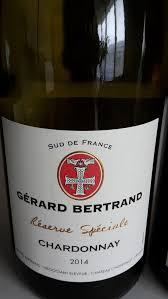 SUD DE FRANCE
GÉRARD BERTRAND
Réserve Spéciale
CHARDONNAY
2014